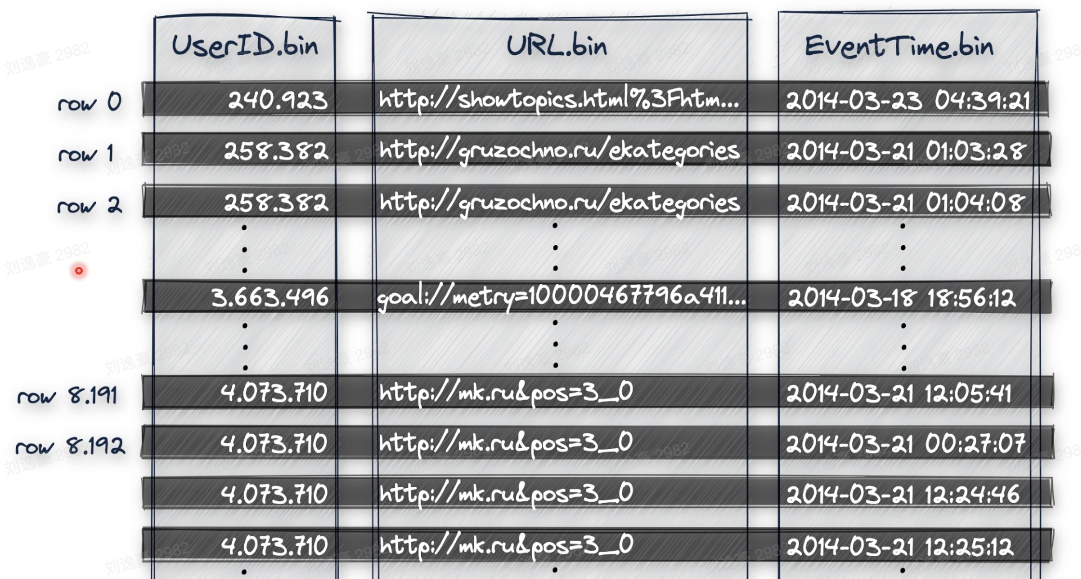 UserID.bin URL.bin EventTime.bin
row 0 240.923 http://showtopics.html%3Fhtm... 2014-03-23 04:39:21
row 1 258.382 http://gruzochno.ru/ekategories 2014-03-21 01:03:28
row 2 258.382 http://gruzochno.ru/ekategories 2014-03-21 01:04:08
3.663.496 goal://metry=10000467796a411... 2014-03-18 18:56:12
row 8.191 4.073.710 http://mk.ru&pos=3_0 2014-03-21 12:05:41
row 8.192 4.073.710 http://mk.ru&pos=3_0 2014-03-21 00:27:07
4.073.710 http://mk.ru&pos=3_0 2014-03-21 12:24:46
4.073.710 http://mk.ru&pos=3_0 2014-03-21 12:25:12
刘逸豪 2982